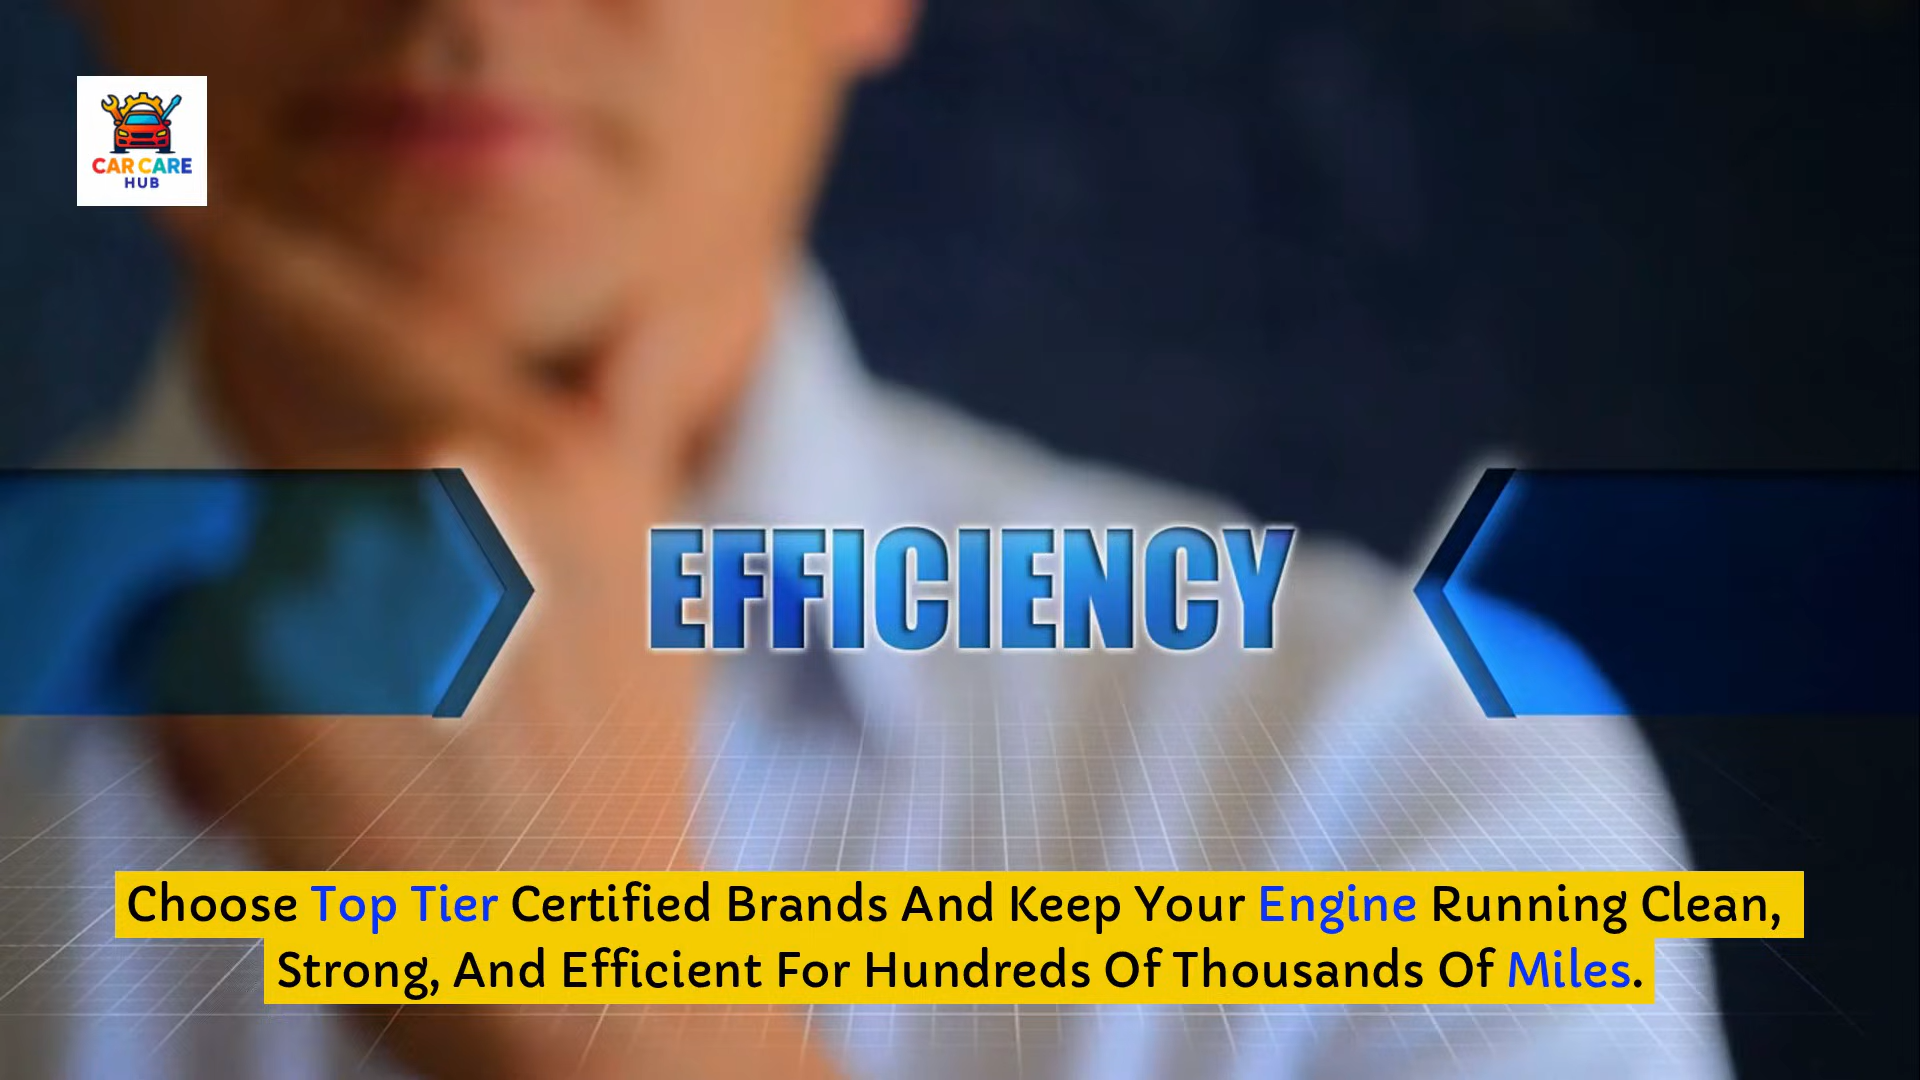 CAR CARE
HUB
EFFICIENCY
Choose Top Tier Certified Brands And Keep Your Engine Running Clean,
Strong, And Efficient For Hundreds Of Thousands Of Miles.